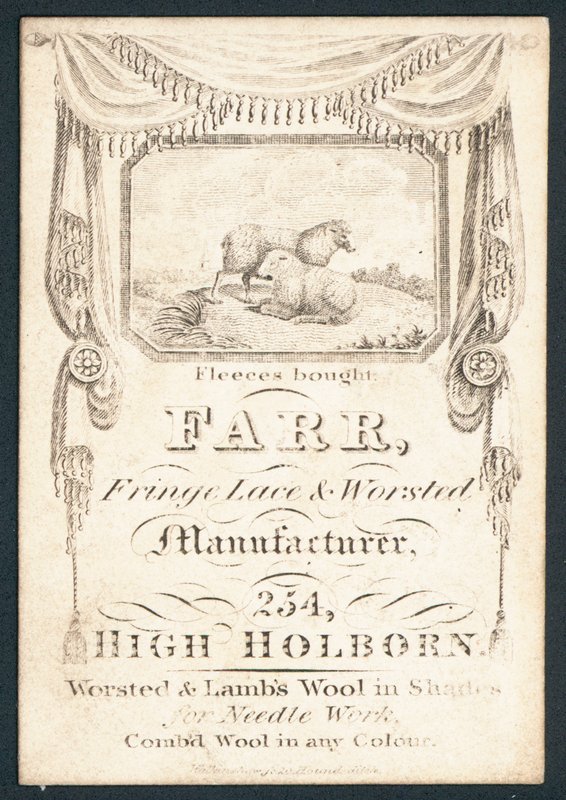 Fleeces bought.
FARR,
Fringe Lace & Worsted
Manufacturer,
254,
HIGH HOLBORN.
Worsted & Lamb's Wool in Shades
for Needle Work,
Comb'd Wool in any Colour.